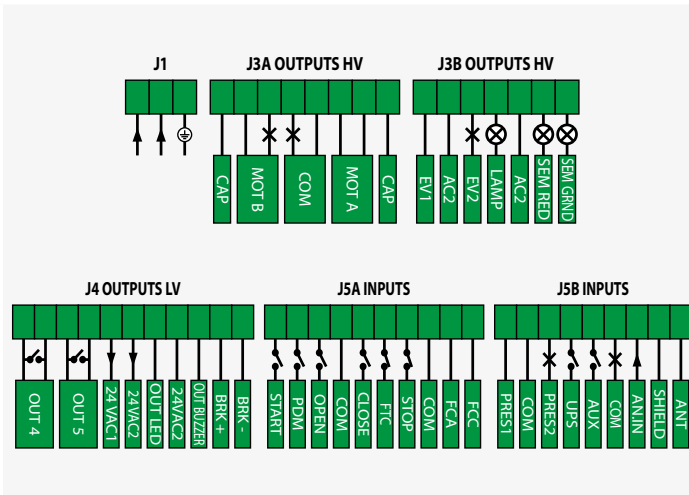 J1
J3A OUTPUTS HV
J3B OUTPUTS HV
CAP
MOT B
COM
MOT A
CAP
EV1
AC2
EV2
LAMP
AC2
SEM RED
SEM GRND
J4 OUTPUTS LV
J5A INPUTS
J5B INPUTS
OUT 4
OUT 5
24 VAC1
24 VAC2
OUT LED
24VAC2
OUT BUZZER
BRK +
BRK -
START
PDM
OPEN
COM
CLOSE
FTC
STOP
COM
FCA
FCC
PRES1
COM
PRES2
UPS
AUX
COM
AN.IN
SHIELD
ANT